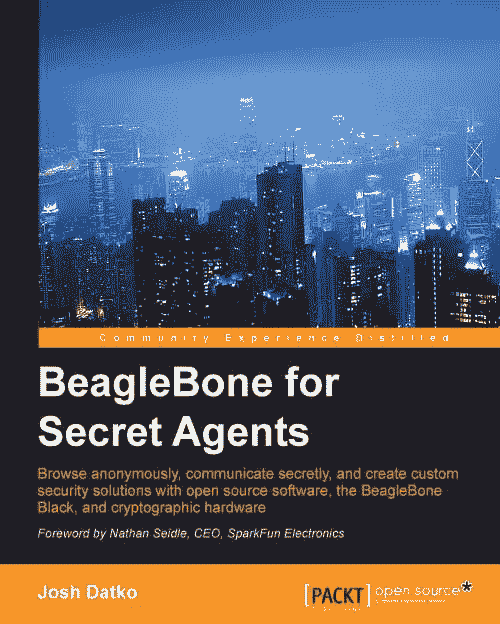 Community Experience Distilled
BeagleBone for
Secret Agents
Browse anonymously, communicate secretly, and create custom
security solutions with open source software, the BeagleBone
Black, and cryptographic hardware
Foreword by Nathan Seidle, CEO, SparkFun Electronics
Josh Datko
[PACKT] open source*